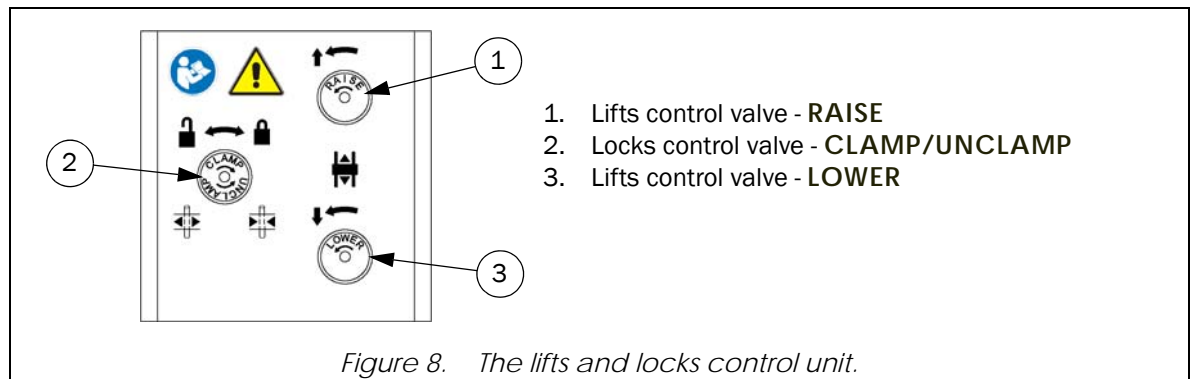 RAISE
1
CLAMP
UNCLAMP
2
LOWER
3
1. Lifts control valve - RAISE
2. Locks control valve - CLAMP/UNCLAMP
3. Lifts control valve - LOWER
Figure 8. The lifts and locks control unit.